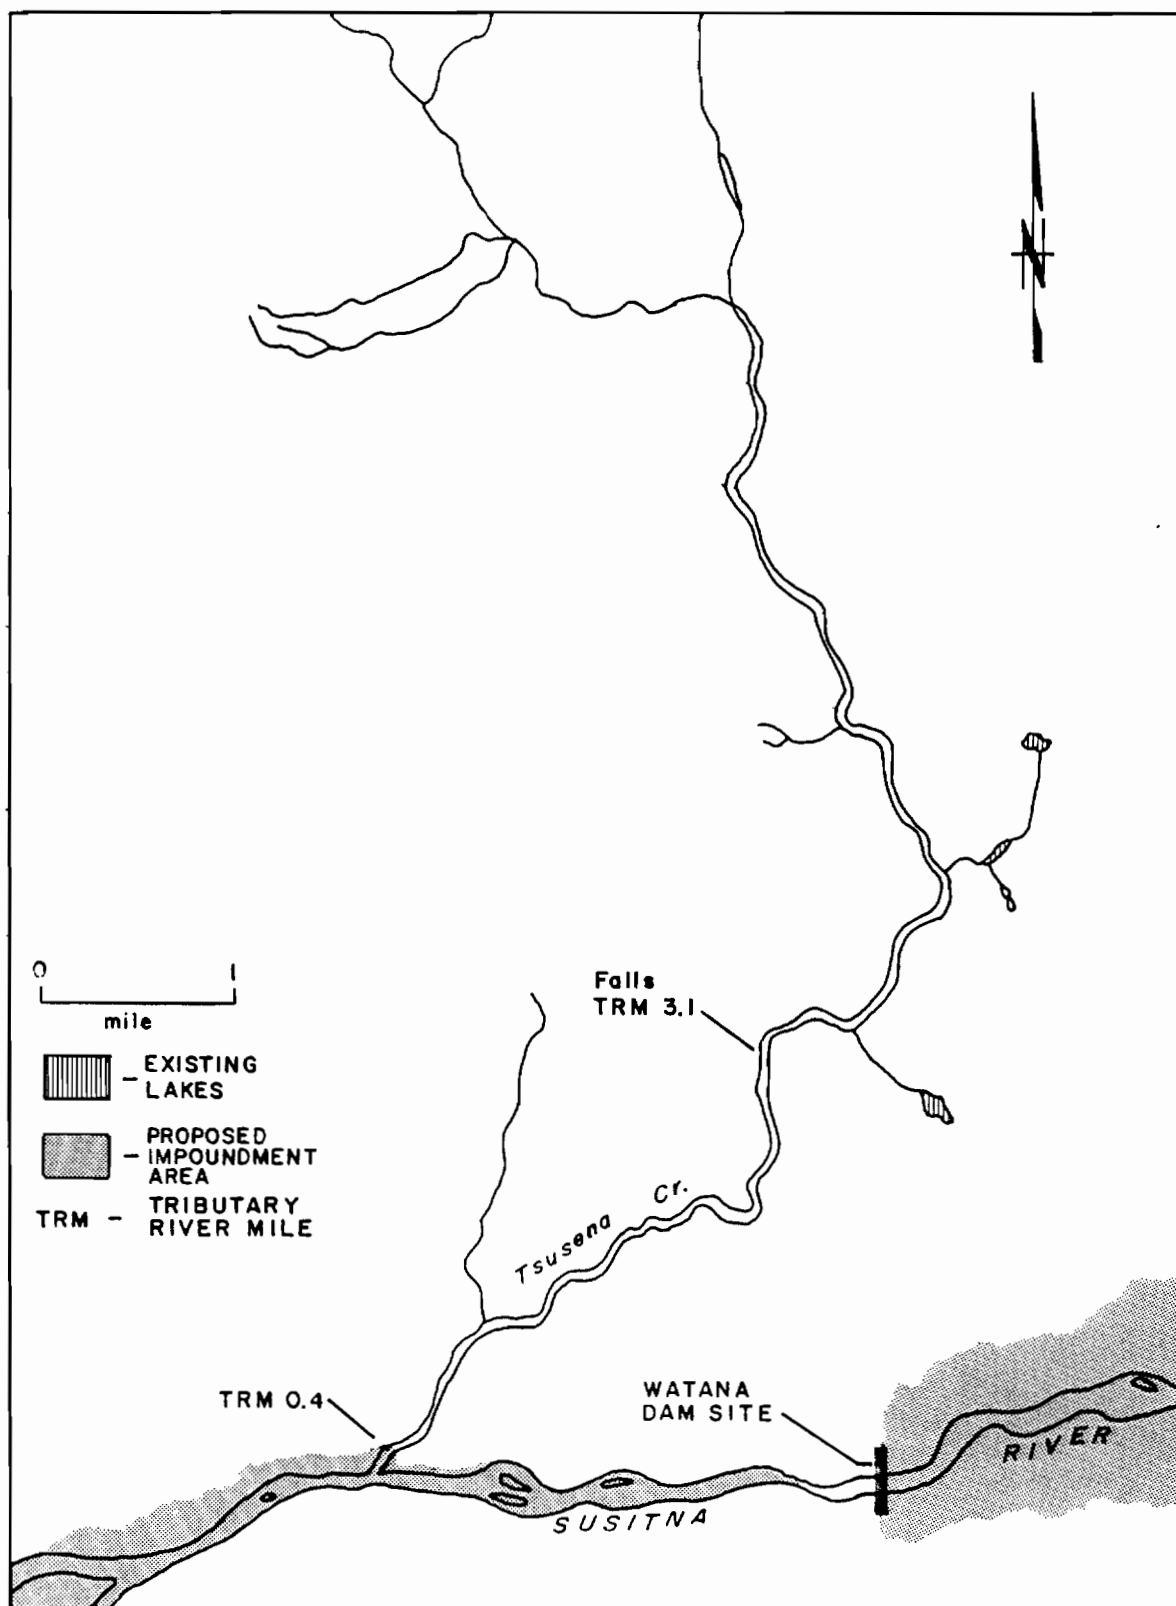 N
Falls
TRM 3.1
0 1
mile
EXISTING
LAKES
PROPOSED
IMPOUNDMENT
AREA
TRM – TRIBUTARY
RIVER MILE
Tsusena Cr.
TRM 0.4
WATANA
DAM SITE
RIVER
SUSITNA